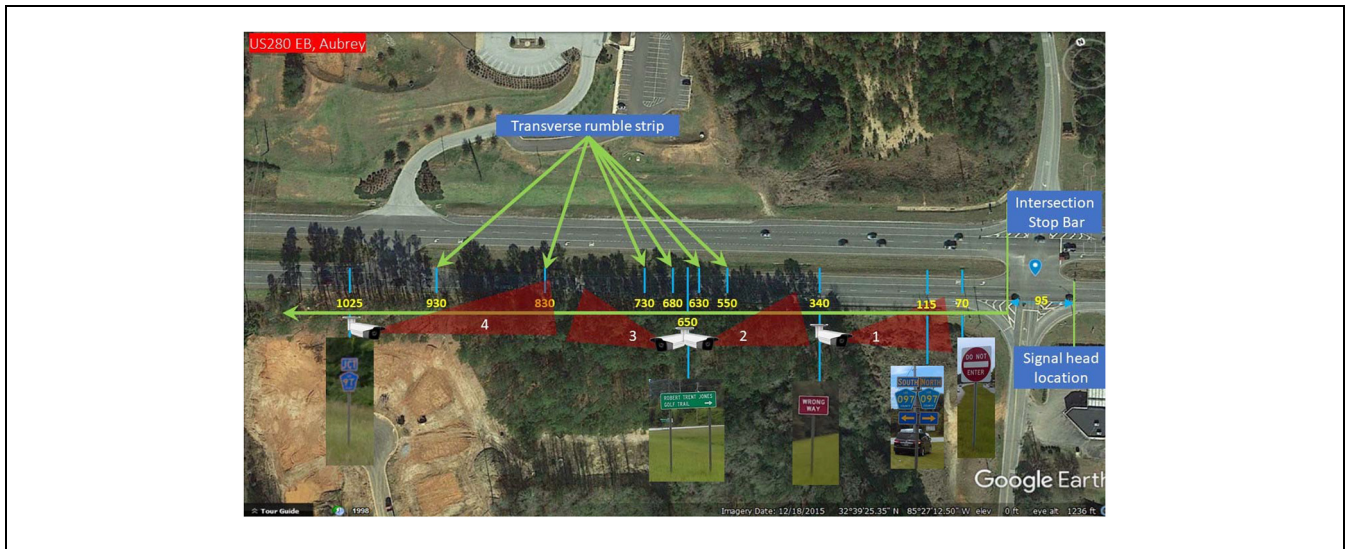 US280 EB, Aubrey
Transverse rumble strip
Intersection
Stop Bar
1025
930
830
730
680
630
550
340
115
70
95
650
4
3
2
1
Signal head
location
JCT
97
ROBERT TRENT JONES
GOLF TRAIL →
WRONG
WAY
SOUTH NORTH
097 097
← →
DO NOT
ENTER
Google Earth
Tour Guide
1998
Imagery Date: 12/18/2015 32°39'25.35" N 85°27'12.50" W elev 0 ft eye alt 1236 ft